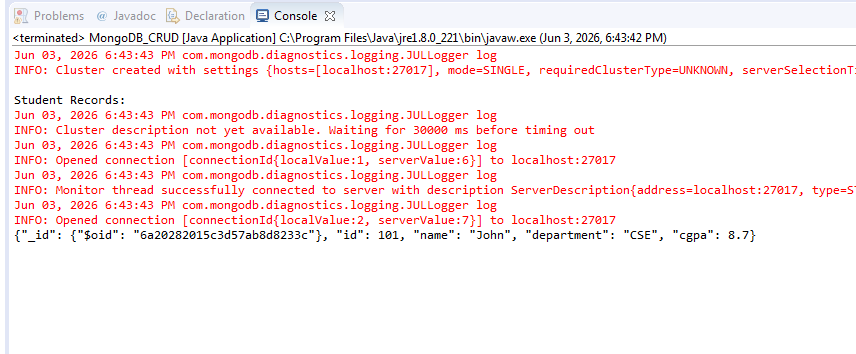 Problems @ Javadoc Declaration Console
<terminated> MongoDB_CRUD [Java Application] C:\Program Files\Java\jre1.8.0_221\bin\javaw.exe (Jun 3, 2026, 6:43:42 PM)
Jun 03, 2026 6:43:43 PM com.mongodb.diagnostics.logging.JULLogger log
INFO: Cluster created with settings {hosts=[localhost:27017], mode=SINGLE, requiredClusterType=UNKNOWN, serverSelectionTi
Student Records:
Jun 03, 2026 6:43:43 PM com.mongodb.diagnostics.logging.JULLogger log
INFO: Cluster description not yet available. Waiting for 30000 ms before timing out
Jun 03, 2026 6:43:43 PM com.mongodb.diagnostics.logging.JULLogger log
INFO: Opened connection [connectionId{localValue:1, serverValue:6}] to localhost:27017
Jun 03, 2026 6:43:43 PM com.mongodb.diagnostics.logging.JULLogger log
INFO: Monitor thread successfully connected to server with description ServerDescription{address=localhost:27017, type=ST
Jun 03, 2026 6:43:43 PM com.mongodb.diagnostics.logging.JULLogger log
INFO: Opened connection [connectionId{localValue:2, serverValue:7}] to localhost:27017
{"_id": {"$oid": "6a20282015c3d57ab8d8233c"}, "id": 101, "name": "John", "department": "CSE", "cgpa": 8.7}